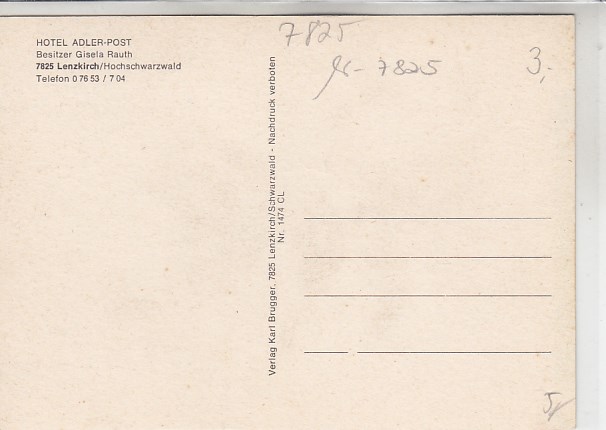 HOTEL ADLER-POST
Besitzer Gisela Rauth
7825 Lenzkirch/Hochschwarzwald
Telefon 0 76 53 / 7 04
Verlag Karl Brugger, 7825 Lenzkirch/Schwarzwald - Nachdruck verboten
Nr. 1474 CL
7825
7825
3,-